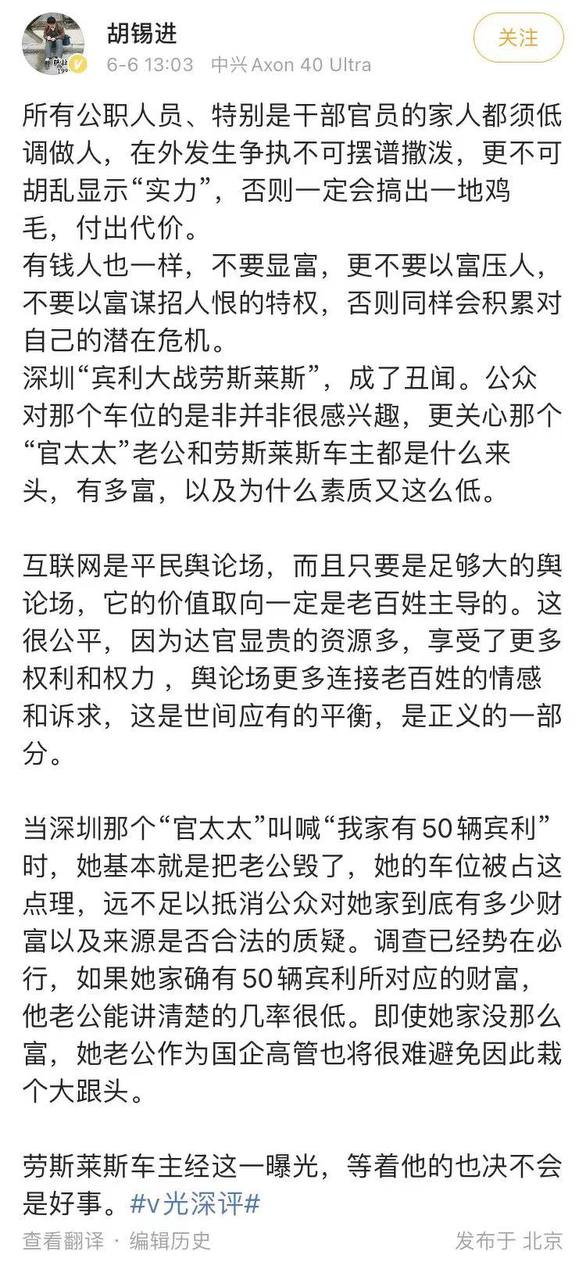 胡锡进
关注
6-6 13:03 中兴Axon 40 Ultra
所有公职人员、特别是干部官员的家人都须低
调做人，在外发生争执不可摆谱撒泼，更不可
胡乱显示“实力”，否则一定会搞出一地鸡
毛，付出代价。
有钱人也一样，不要显富，更不要以富压人，
不要以富谋招人恨的特权，否则同样会积累对
自己的潜在危机。
深圳“宾利大战劳斯莱斯”，成了丑闻。公众
对那个车位的是非并非很感兴趣，更关心那个
“官太太”老公和劳斯莱斯车主都是什么来
头，有多富，以及为什么素质又这么低。
互联网是平民舆论场，而且只要是足够大的舆
论场，它的价值取向一定是老百姓主导的。这
很公平，因为达官显贵的资源多，享受了更多
权利和权力 ，舆论场更多连接老百姓的情感
和诉求，这是世间应有的平衡，是正义的一部
分。
当深圳那个“官太太”叫喊“我家有50辆宾利”
时，她基本就是把老公毁了，她的车位被占这
点理，远不足以抵消公众对她家到底有多少财
富以及来源是否合法的质疑。调查已经势在必
行，如果她家确有50辆宾利所对应的财富，
他老公能讲清楚的几率很低。即使她家没那么
富，她老公作为国企高管也将很难避免因此栽
个大跟头。
劳斯莱斯车主经这一曝光，等着他的也决不会
是好事。#v光深评#
查看翻译 · 编辑历史
发布于 北京